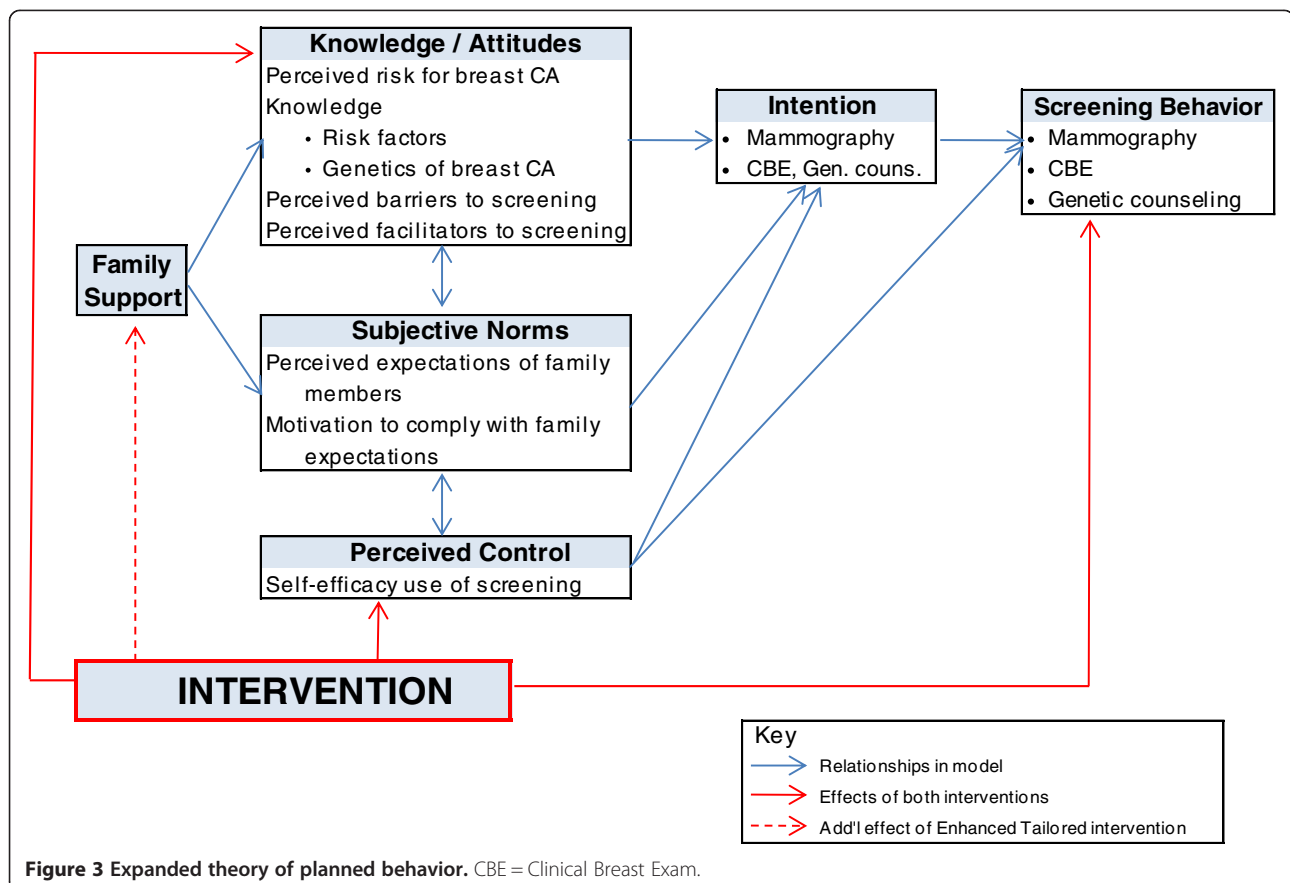 Knowledge / Attitudes
Perceived risk for breast CA
Knowledge
• Risk factors
• Genetics of breast CA
Perceived barriers to screening
Perceived facilitators to screening
Intention
• Mammography
• CBE, Gen. couns.
Screening Behavior
• Mammography
• CBE
• Genetic counseling
Family
Support
Subjective Norms
Perceived expectations of family
members
Motivation to comply with family
expectations
Perceived Control
Self-efficacy use of screening
INTERVENTION
Key
Relationships in model
Effects of both interventions
Add'l effect of Enhanced Tailored intervention
Figure 3 Expanded theory of planned behavior. CBE = Clinical Breast Exam.